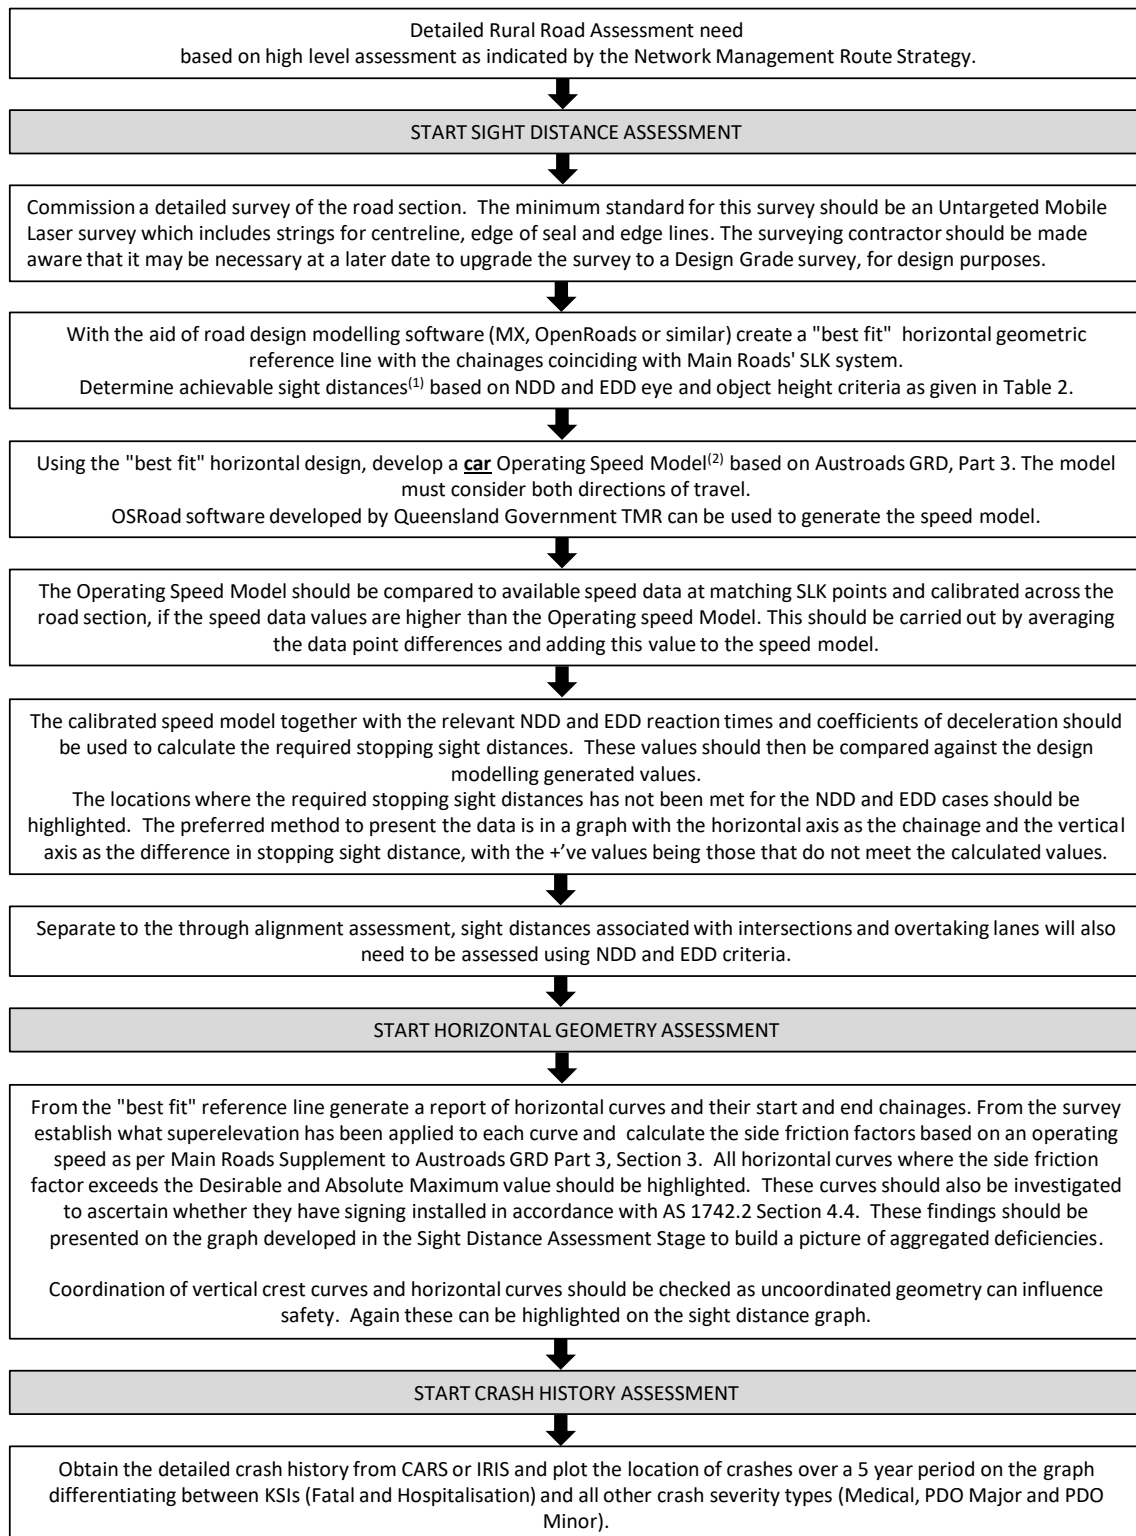 Detailed Rural Road Assessment need
based on high level assessment as indicated by the Network Management Route Strategy.
START SIGHT DISTANCE ASSESSMENT
Commission a detailed survey of the road section.  The minimum standard for this survey should be an Untargeted Mobile
Laser survey which includes strings for centreline, edge of seal and edge lines. The surveying contractor should be made
aware that it may be necessary at a later date to upgrade the survey to a Design Grade survey, for design purposes.
With the aid of road design modelling software (MX, OpenRoads or similar) create a "best fit"  horizontal geometric
reference line with the chainages coinciding with Main Roads' SLK system.
Determine achievable sight distances(1) based on NDD and EDD eye and object height criteria as given in Table 2.
Using the "best fit" horizontal design, develop a car Operating Speed Model(2) based on Austroads GRD, Part 3. The model
must consider both directions of travel.
OSRoad software developed by Queensland Government TMR can be used to generate the speed model.
The Operating Speed Model should be compared to available speed data at matching SLK points and calibrated across the
road section, if the speed data values are higher than the Operating speed Model. This should be carried out by averaging
the data point differences and adding this value to the speed model.
The calibrated speed model together with the relevant NDD and EDD reaction times and coefficients of deceleration should
be used to calculate the required stopping sight distances.  These values should then be compared against the design
modelling generated values.
The locations where the required stopping sight distances has not been met for the NDD and EDD cases should be
highlighted.  The preferred method to present the data is in a graph with the horizontal axis as the chainage and the vertical
axis as the difference in stopping sight distance, with the +'ve values being those that do not meet the calculated values.
Separate to the through alignment assessment, sight distances associated with intersections and overtaking lanes will also
need to be assessed using NDD and EDD criteria.
START HORIZONTAL GEOMETRY ASSESSMENT
From the "best fit" reference line generate a report of horizontal curves and their start and end chainages. From the survey
establish what superelevation has been applied to each curve and  calculate the side friction factors based on an operating
speed as per Main Roads Supplement to Austroads GRD Part 3, Section 3.  All horizontal curves where the side friction
factor exceeds the Desirable and Absolute Maximum value should be highlighted.  These curves should also be investigated
to ascertain whether they have signing installed in accordance with AS 1742.2 Section 4.4.  These findings should be
presented on the graph developed in the Sight Distance Assessment Stage to build a picture of aggregated deficiencies.
Coordination of vertical crest curves and horizontal curves should be checked as uncoordinated geometry can influence
safety.  Again these can be highlighted on the sight distance graph.
START CRASH HISTORY ASSESSMENT
Obtain the detailed crash history from CARS or IRIS and plot the location of crashes over a 5 year period on the graph
differentiating between KSIs (Fatal and Hospitalisation) and all other crash severity types (Medical, PDO Major and PDO
Minor).